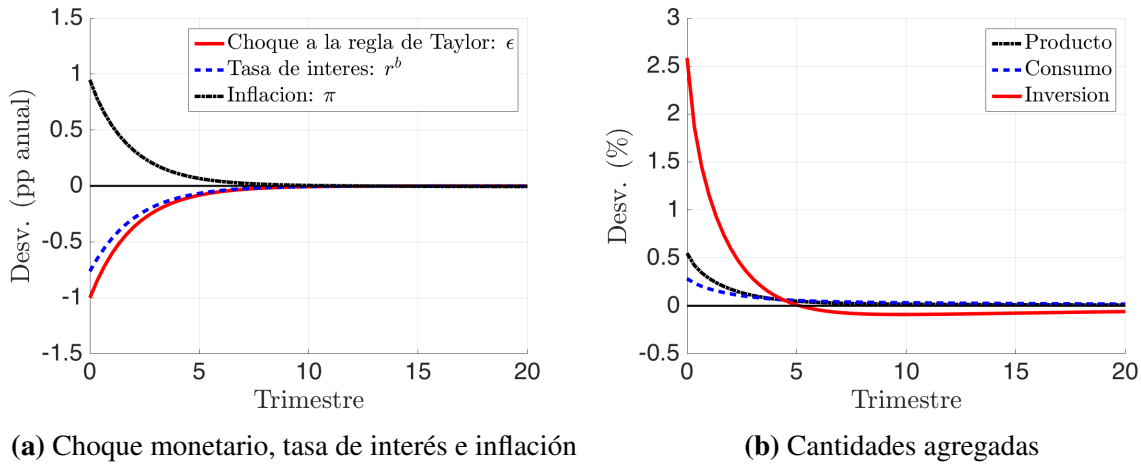 1.5
1
0.5
0
-0.5
-1
-1.5
Desv. (pp anual)
Choque a la regla de Taylor: ϵ
Tasa de interes: r^b
Inflacion: π
0 5 10 15 20
Trimestre
(a) Choque monetario, tasa de interés e inflación
3
2.5
2
1.5
1
0.5
0
-0.5
Desv. (%)
Producto
Consumo
Inversion
0 5 10 15 20
Trimestre
(b) Cantidades agregadas